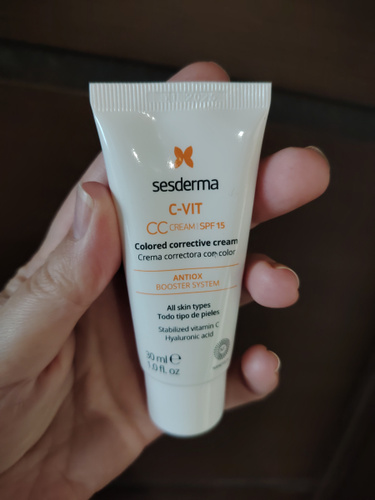 sesderma
C-VIT
CC CREAM | SPF 15
Colored corrective cream
Crema correctora con color
ANTIOX
BOOSTER SYSTEM
All skin types
Todo tipo de pieles
Stabilized vitamin C
Hyaluronic acid
30 ml ℮
1.0 fl. oz